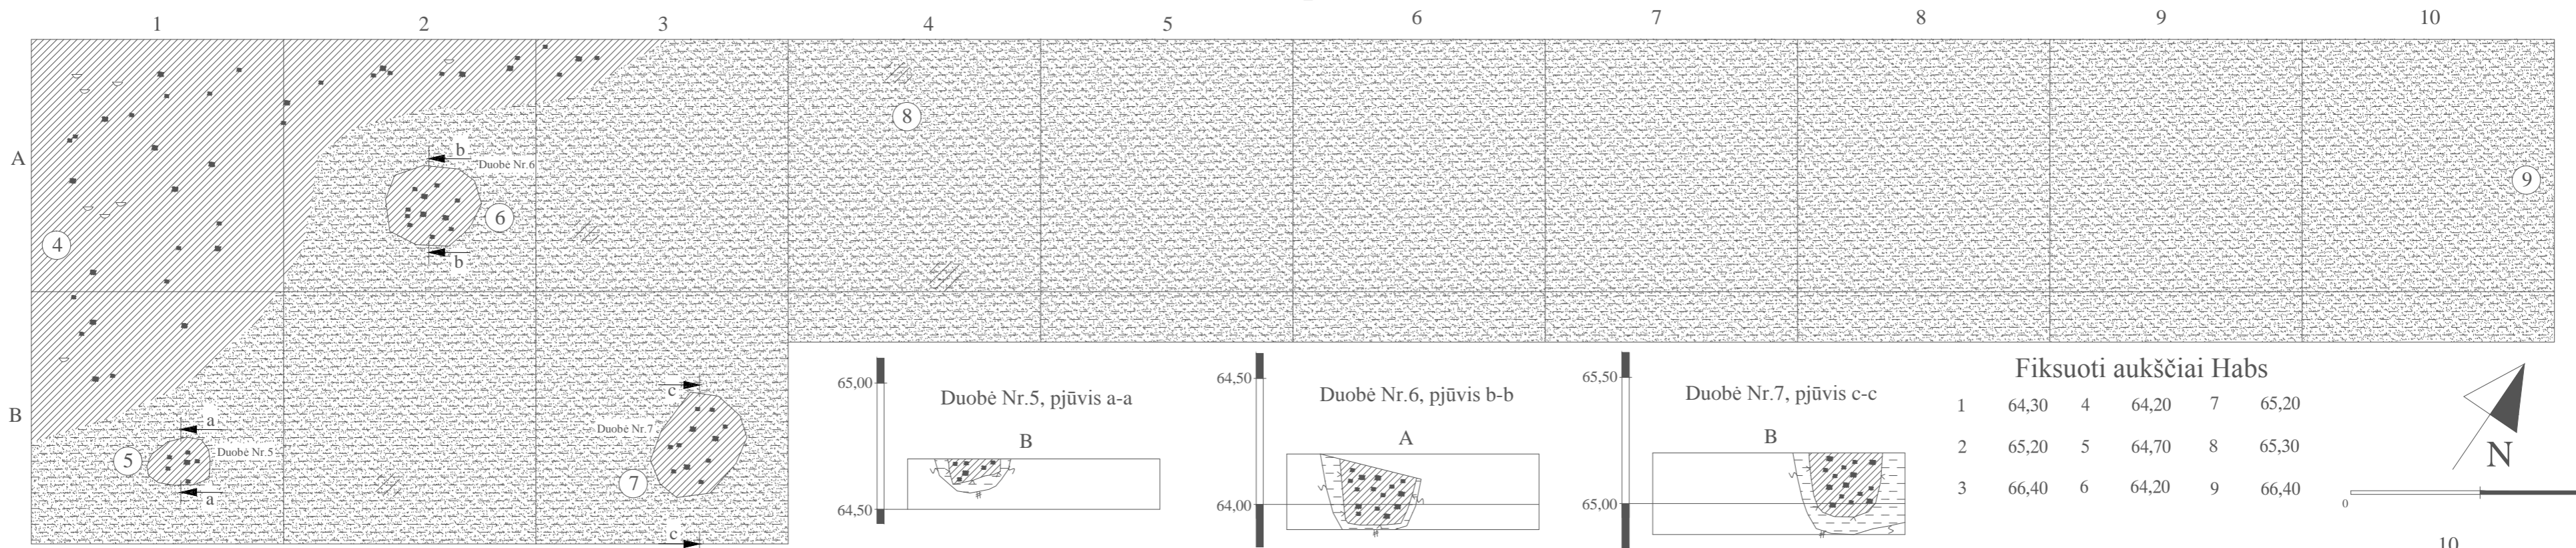 1 2 3 4 5 6 7 8 9 10
8
A
b
Duobė Nr.6
9
6
4
b
65,00
64,50
65,50
Fiksuoti aukščiai Habs
Duobė Nr.5, pjūvis a-a
Duobė Nr.6, pjūvis b-b
Duobė Nr.7, pjūvis c-c
c
1 64,30 4 64,20 7 65,20
B
a
Duobė Nr.7
B
A
B
2 65,20 5 64,70 8 65,30
5
Duobė Nr.5
N
7
3 66,40 6 64,20 9 66,40
a
64,50
64,00
65,00
0
c
10